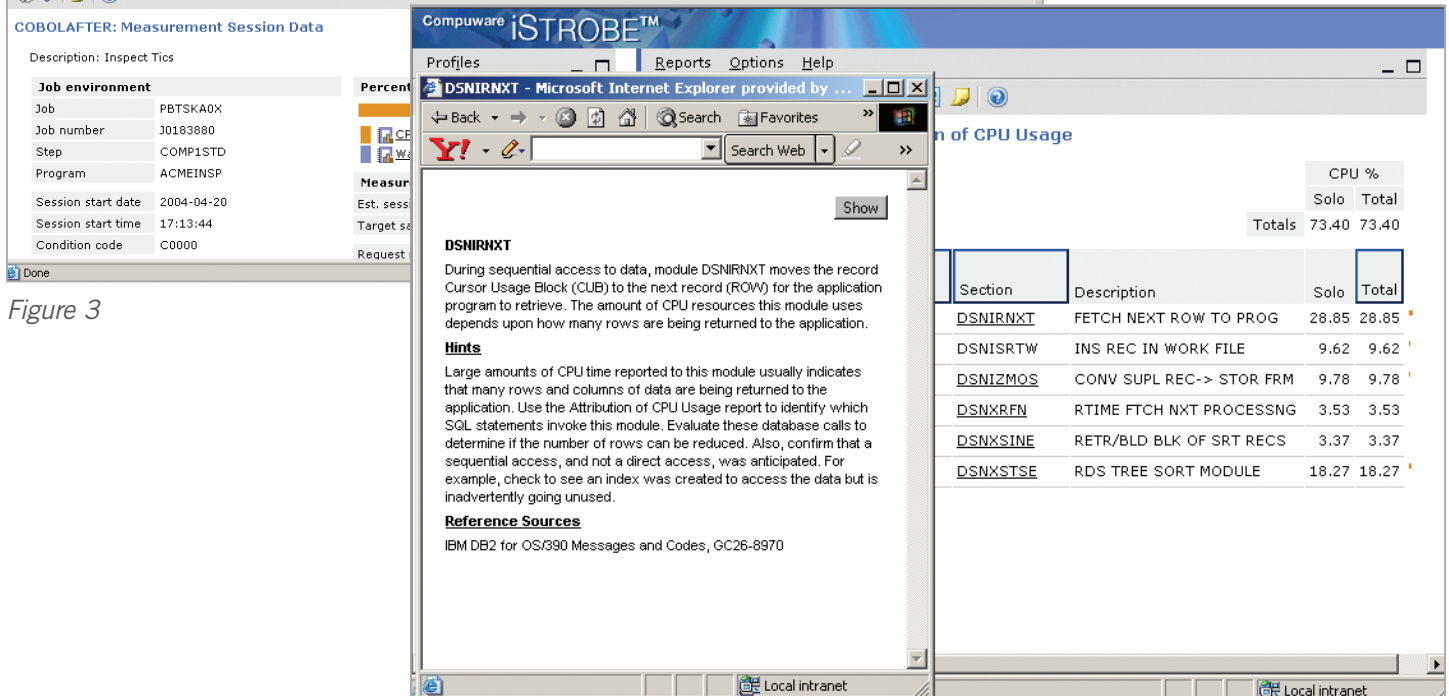 COBOLAFTER: Measurement Session Data
Description: Inspect Tics
Job environment
Job PBTSKA0X
Job number J0183880
Step COMP1STD
Program ACMEINSP
Session start date 2004-04-20
Session start time 17:13:44
Condition code C0000
Percent
Measur
Est. sess
Target sa
Request
Done
Figure 3
Compuware iSTROBE™
Profiles
Reports Options Help
DSNIRNXT - Microsoft Internet Explorer provided by ...
Back Search Favorites »
Y! Search Web »
Show
DSNIRNXT
During sequential access to data, module DSNIRNXT moves the record
Cursor Usage Block (CUB) to the next record (ROW) for the application
program to retrieve. The amount of CPU resources this module uses
depends upon how many rows are being returned to the application.
Hints
Large amounts of CPU time reported to this module usually indicates
that many rows and columns of data are being returned to the
application. Use the Attribution of CPU Usage report to identify which
SQL statements invoke this module. Evaluate these database calls to
determine if the number of rows can be reduced. Also, confirm that a
sequential access, and not a direct access, was anticipated. For
example, check to see an index was created to access the data but is
inadvertently going unused.
Reference Sources
IBM DB2 for OS/390 Messages and Codes, GC26-8970
Local intranet
n of CPU Usage
CPU %
Solo Total
Totals 73.40 73.40
Section Description Solo Total
DSNIRNXT FETCH NEXT ROW TO PROG 28.85 28.85
DSNISRTW INS REC IN WORK FILE 9.62 9.62
DSNIZMOS CONV SUPL REC-> STOR FRM 9.78 9.78
DSNXRFN RTIME FTCH NXT PROCESSNG 3.53 3.53
DSNXSINE RETR/BLD BLK OF SRT RECS 3.37 3.37
DSNXSTSE RDS TREE SORT MODULE 18.27 18.27
Local intranet